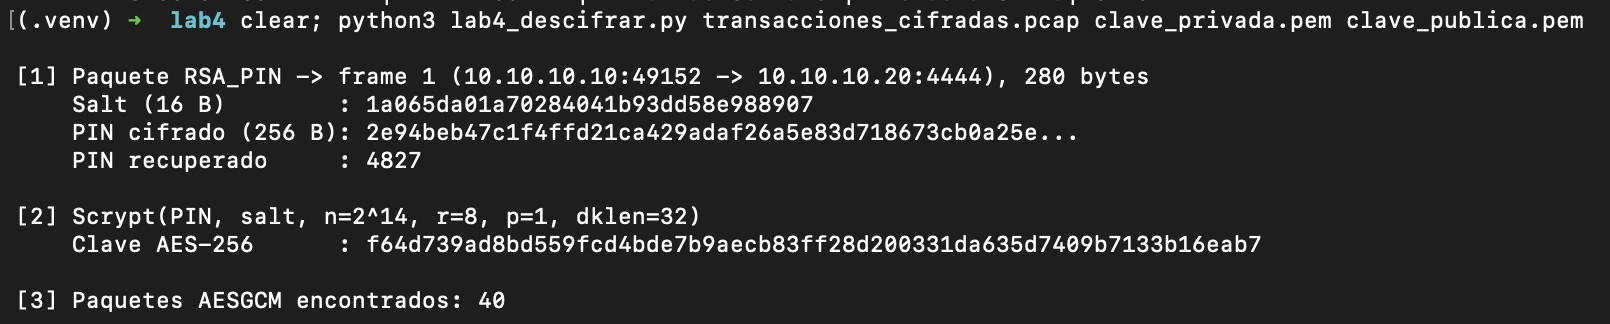 [(.venv) ➜  lab4 clear; python3 lab4_descifrar.py transacciones_cifradas.pcap clave_privada.pem clave_publica.pem
[1] Paquete RSA_PIN -> frame 1 (10.10.10.10:49152 -> 10.10.10.20:4444), 280 bytes
Salt (16 B)        : 1a065da01a70284041b93dd58e988907
PIN cifrado (256 B): 2e94beb47c1f4ffd21ca429adaf26a5e83d718673cb0a25e...
PIN recuperado     : 4827
[2] Scrypt(PIN, salt, n=2^14, r=8, p=1, dklen=32)
Clave AES-256      : f64d739ad8bd559fcd4bde7b9aecb83ff28d200331da635d7409b7133b16eab7
[3] Paquetes AESGCM encontrados: 40